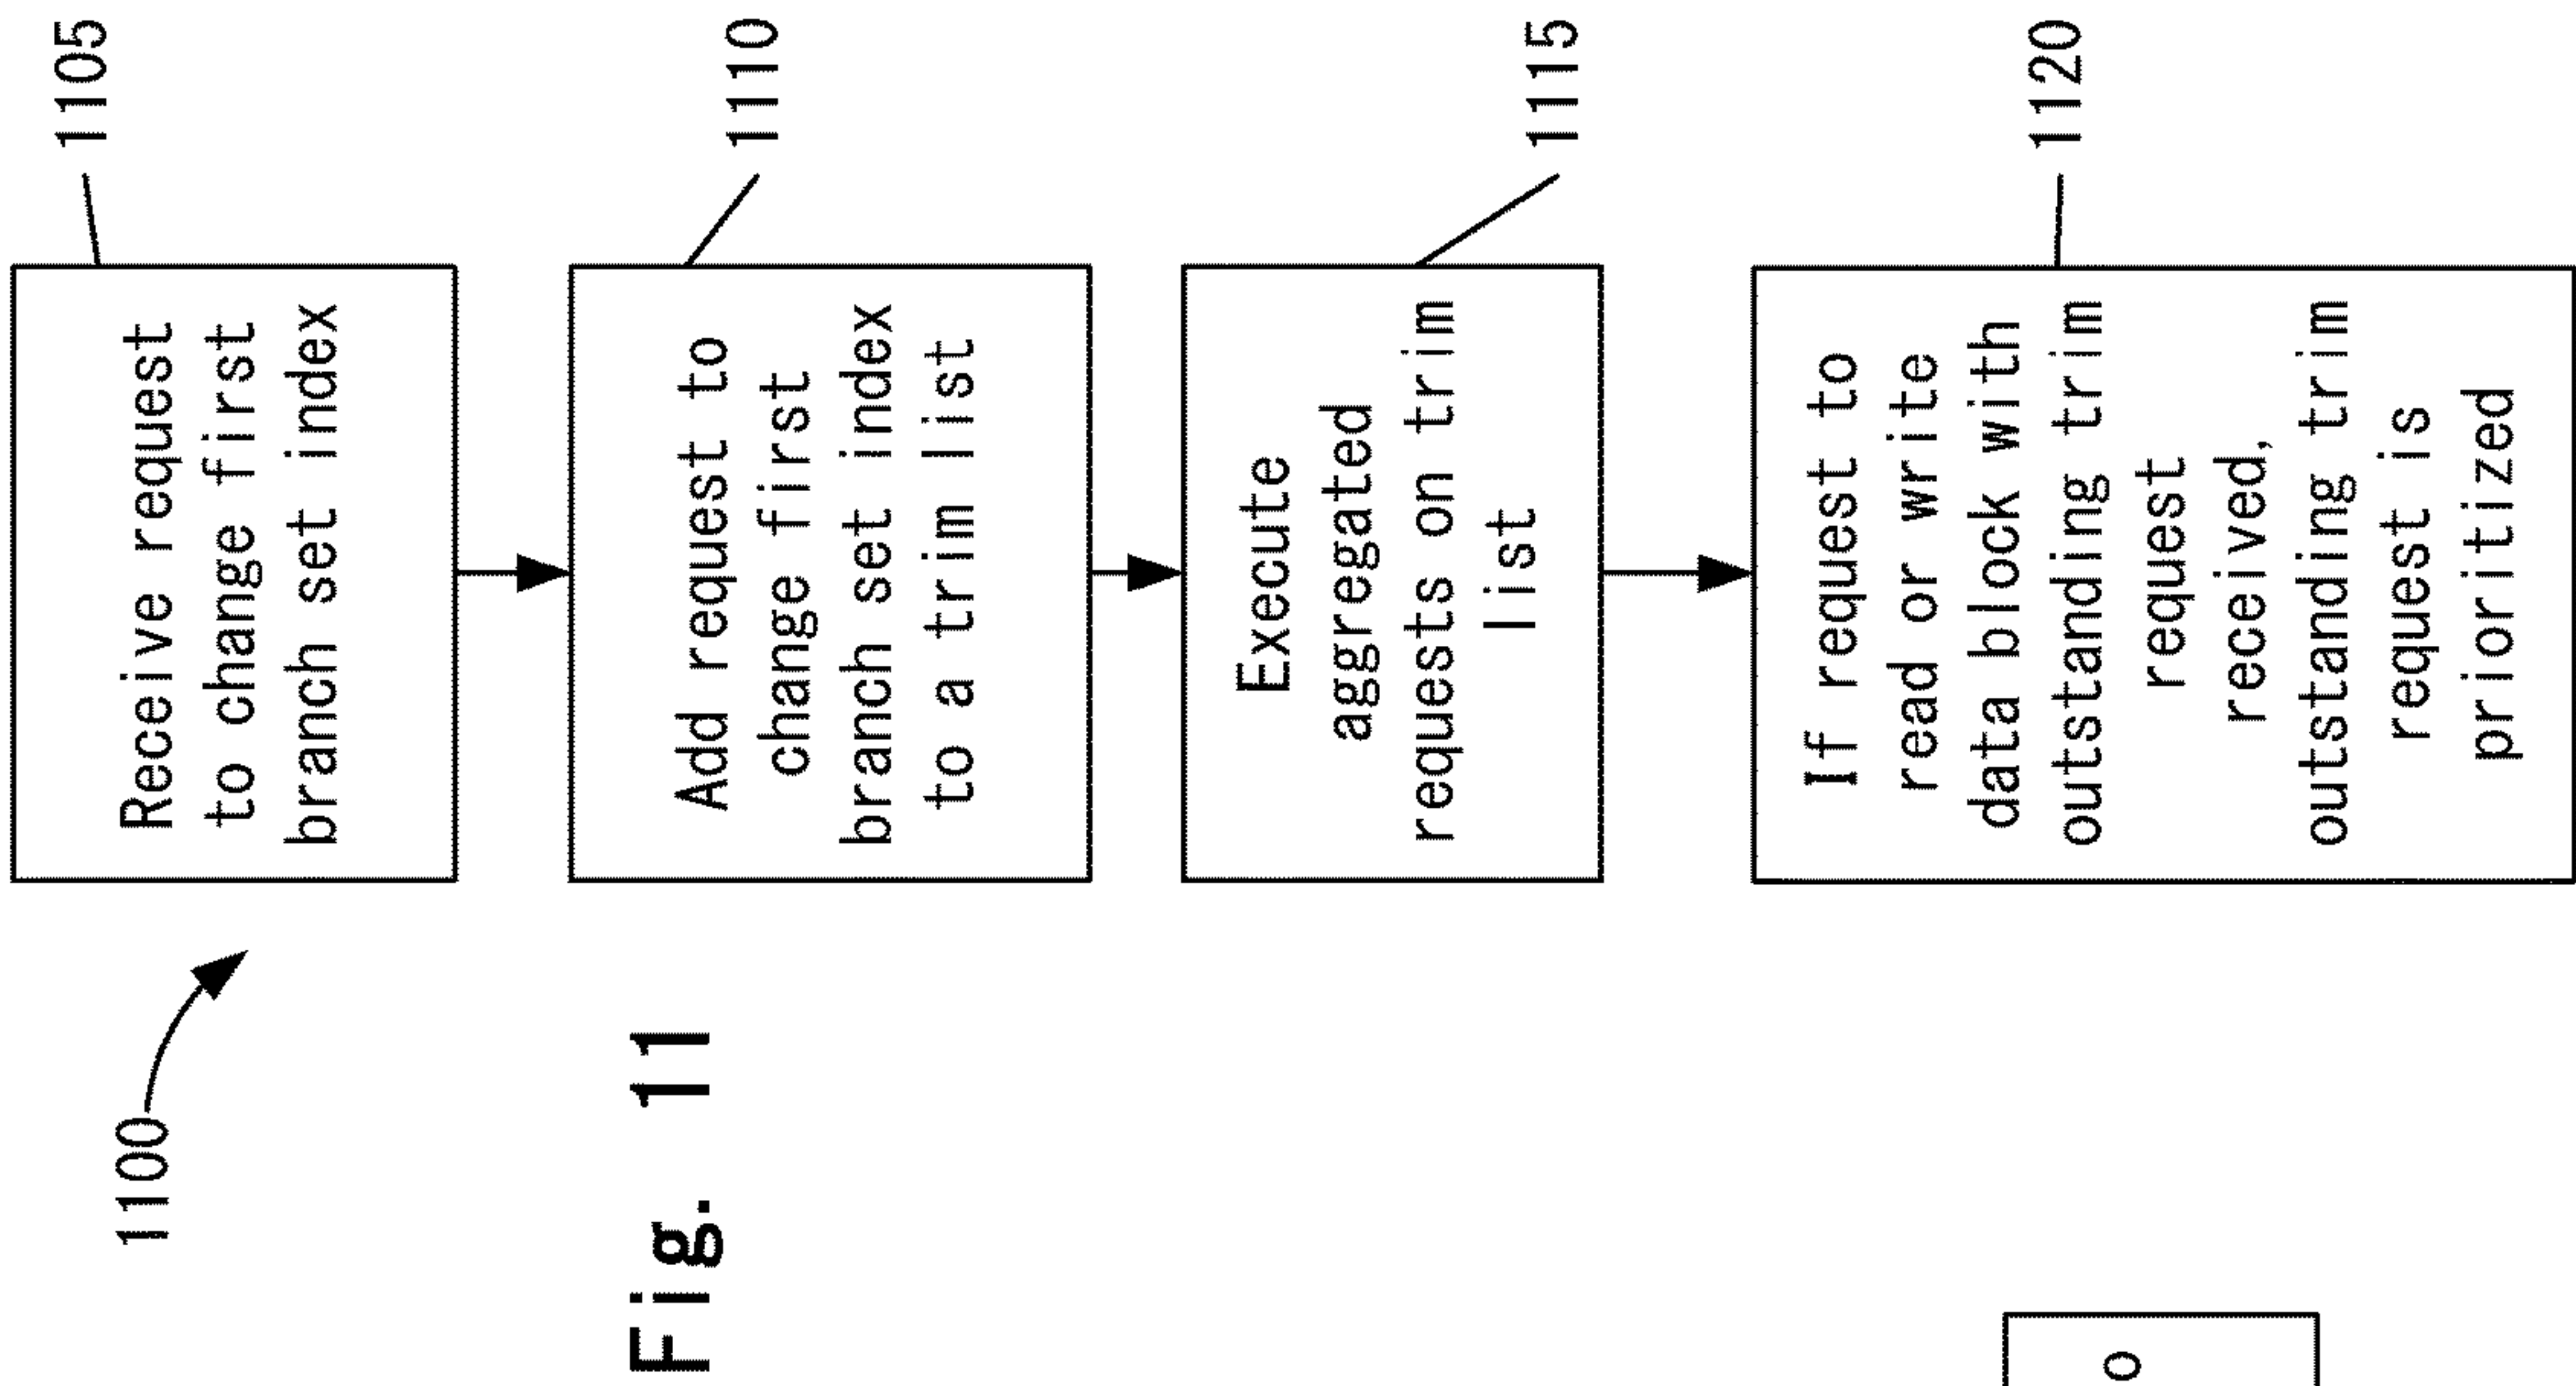 1100
1105
Receive request
to change first
branch set index
Fig. 11
1110
Add request to
change first
branch set index
to a trim list
1115
Execute
aggregated
requests on trim
list
1120
If request to
read or write
data block with
outstanding trim
request
received,
outstanding trim
request is
prioritized
o